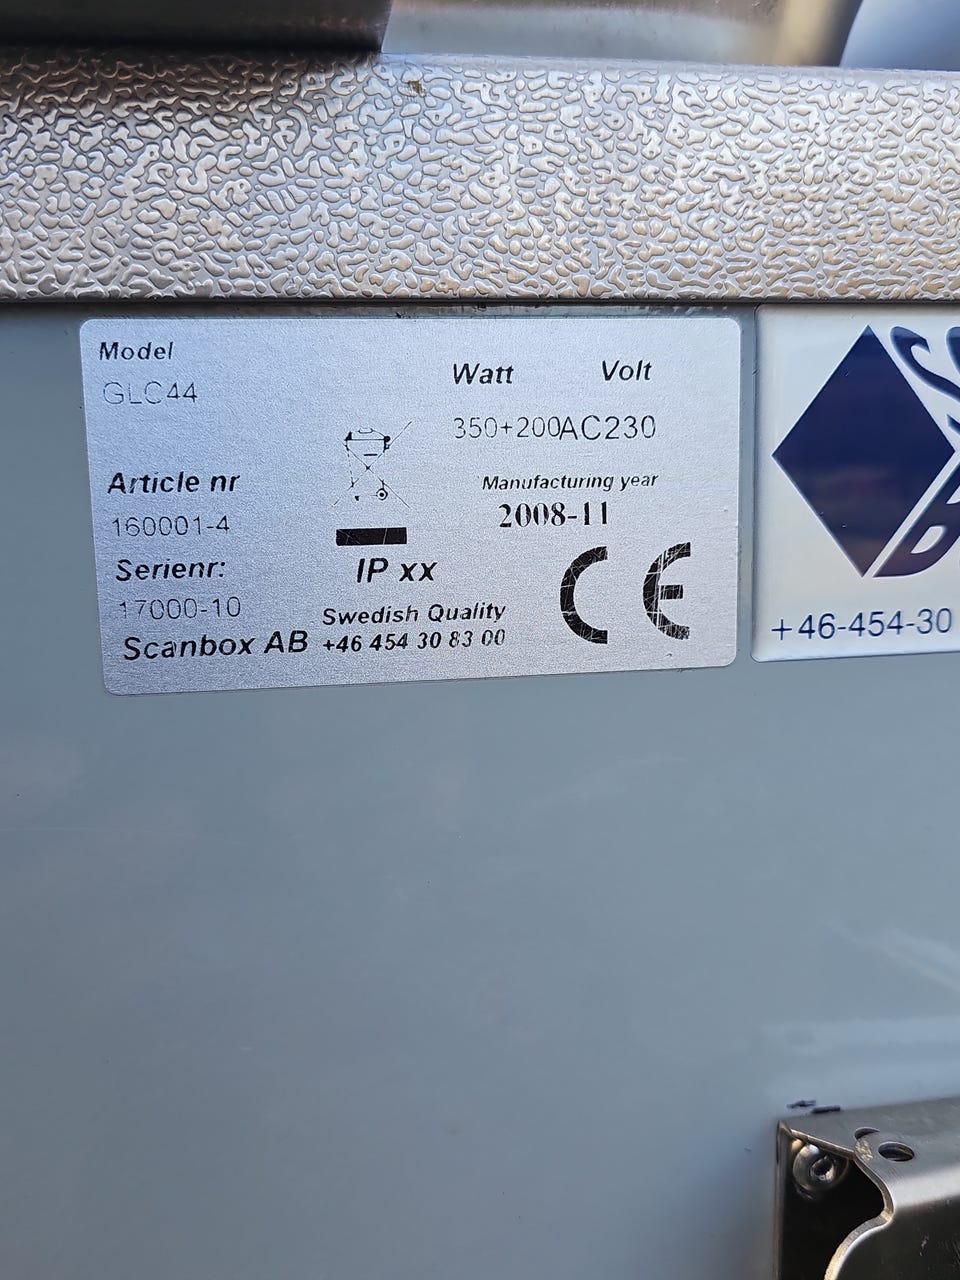 Model
GLC44
Watt Volt
350+200AC230
Article nr
160001-4
Manufacturing year
2008-11
Serienr:
17000-10
IP xx
CE
Scanbox AB
Swedish Quality
+46 454 30 83 00
+46-454-30